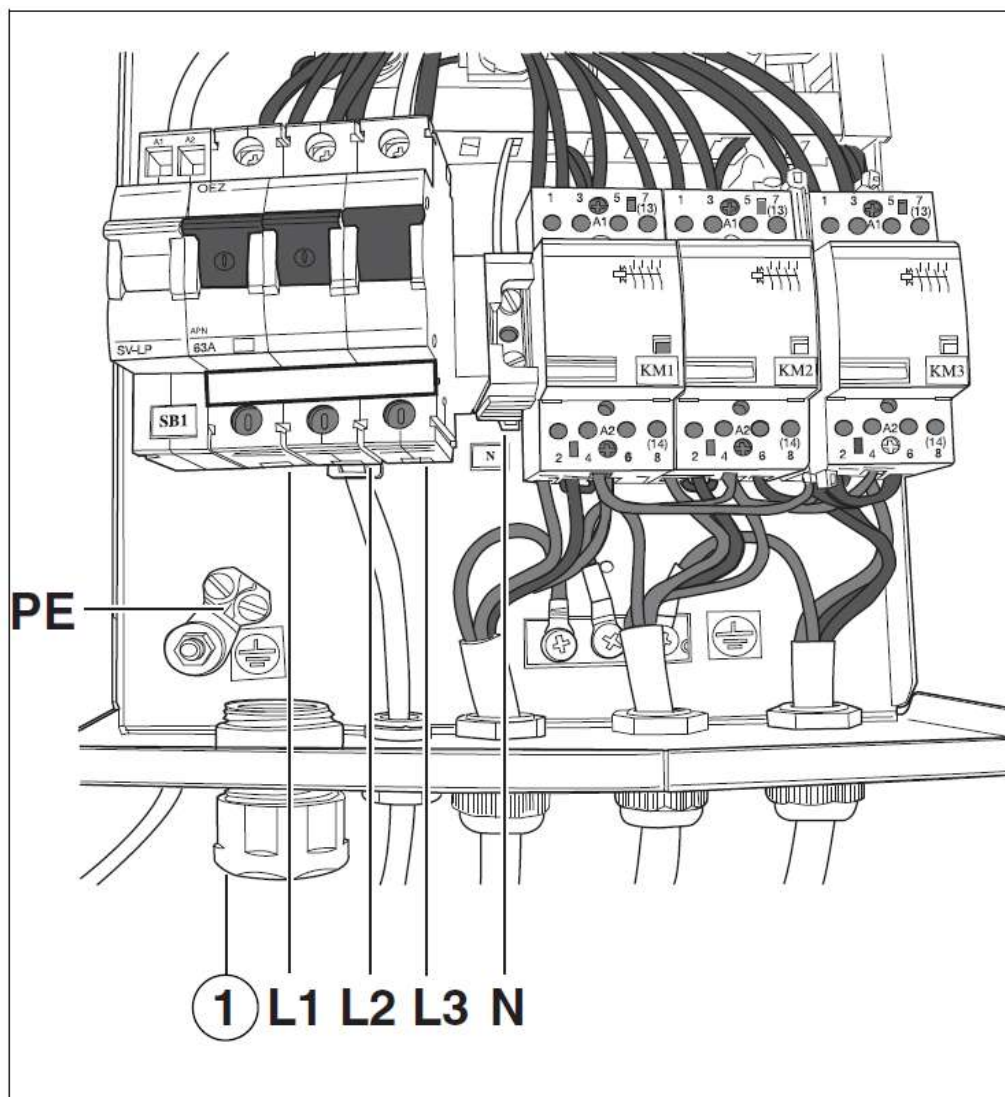 A1 A2
OEZ
APN
63A
SV-LP
SB1
N
1 3 5 7
(13)
A1
KM1
A2
2 4 6 (14)
8
1 3 5 7
(13)
A1
KM2
A2
2 4 6 (14)
8
1 3 5 7
(13)
A1
KM3
A2
2 4 6 (14)
8
PE
1 L1 L2 L3 N